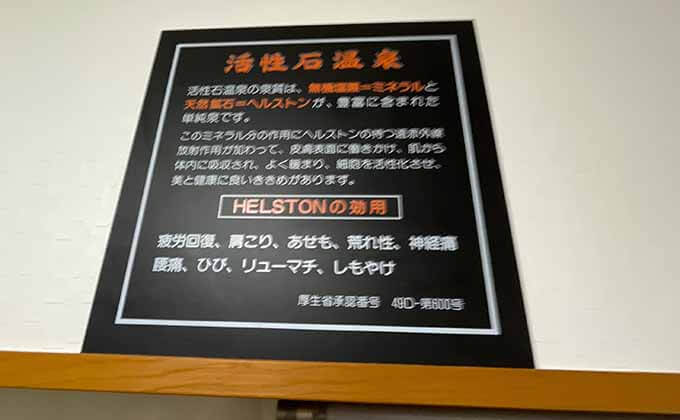 活性石温泉
活性石温泉の泉質は、無機塩類=ミネラルと
天然鉱石=ヘルストンが、豊富に含まれた
単純泉です。
このミネラル分の作用にヘルストンの持つ遠赤外線
放射作用が加わって、皮膚表面に働きかけ、肌から
体内に吸収され、よく暖まり、細胞を活性化させ、
美と健康に良いききめがあります。
HELSTONの効用
疲労回復、肩こり、あせも、荒れ性、神経痛
腰痛、ひび、リューマチ、しもやけ
厚生省承認番号 49D-第600号